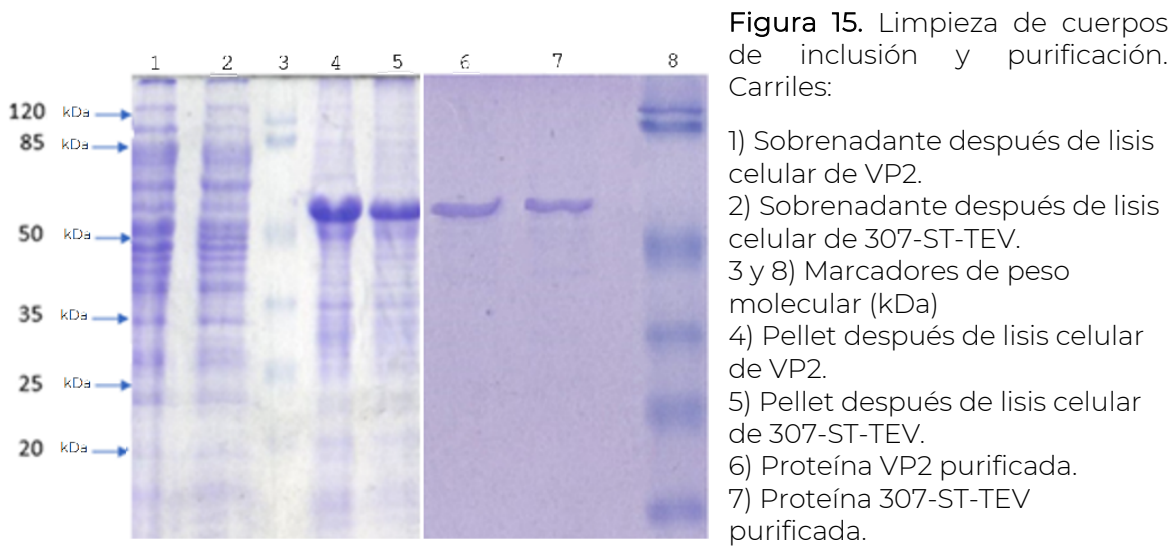 1 2 3 4 5 6 7 8
120 kDa
85 kDa
50 kDa
35 kDa
25 kDa
20 kDa
Figura 15. Limpieza de cuerpos
de inclusión y purificación.
Carriles:
1) Sobrenadante después de lisis
celular de VP2.
2) Sobrenadante después de lisis
celular de 307-ST-TEV.
3 y 8) Marcadores de peso
molecular (kDa)
4) Pellet después de lisis celular
de VP2.
5) Pellet después de lisis celular
de 307-ST-TEV.
6) Proteína VP2 purificada.
7) Proteína 307-ST-TEV
purificada.